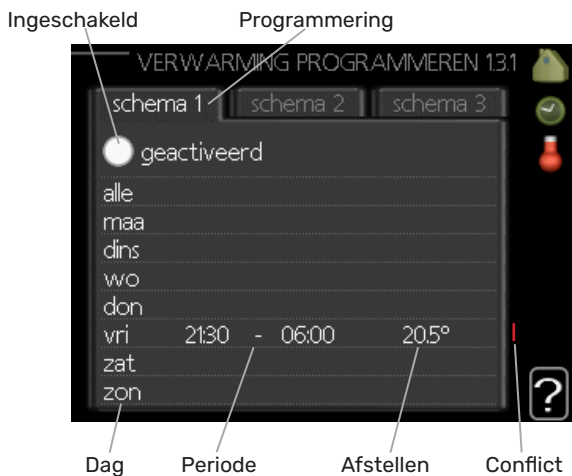 Ingeschakeld Programmering
VERWARMING PROGRAMMEREN 1.3.1
schema 1 schema 2 schema 3
geactiveerd
alle
maa
dins
wo
don
vri 21:30 - 06:00 20.5°
zat
zon
?
Dag Periode Afstellen Conflict